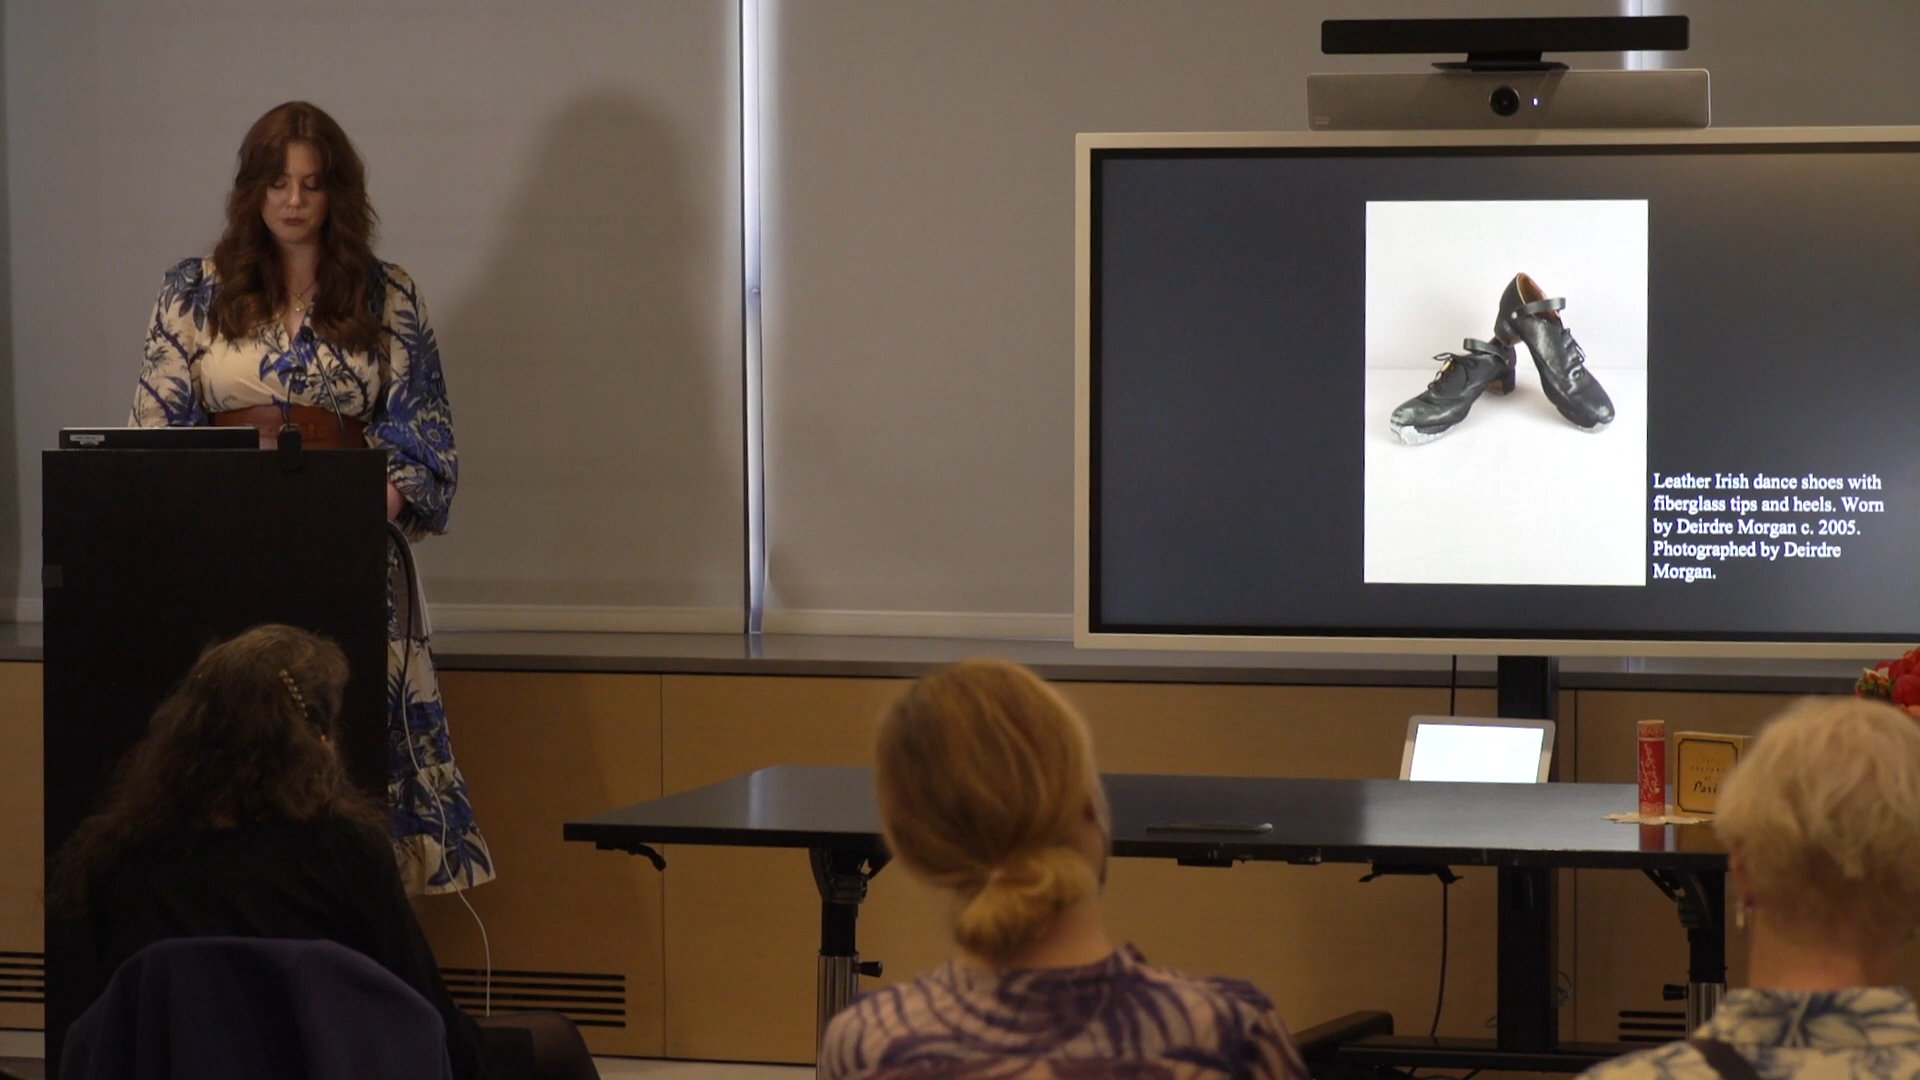 Leather Irish dance shoes with
fiberglass tips and heels. Worn
by Deirdre Morgan c. 2005.
Photographed by Deirdre
Morgan.